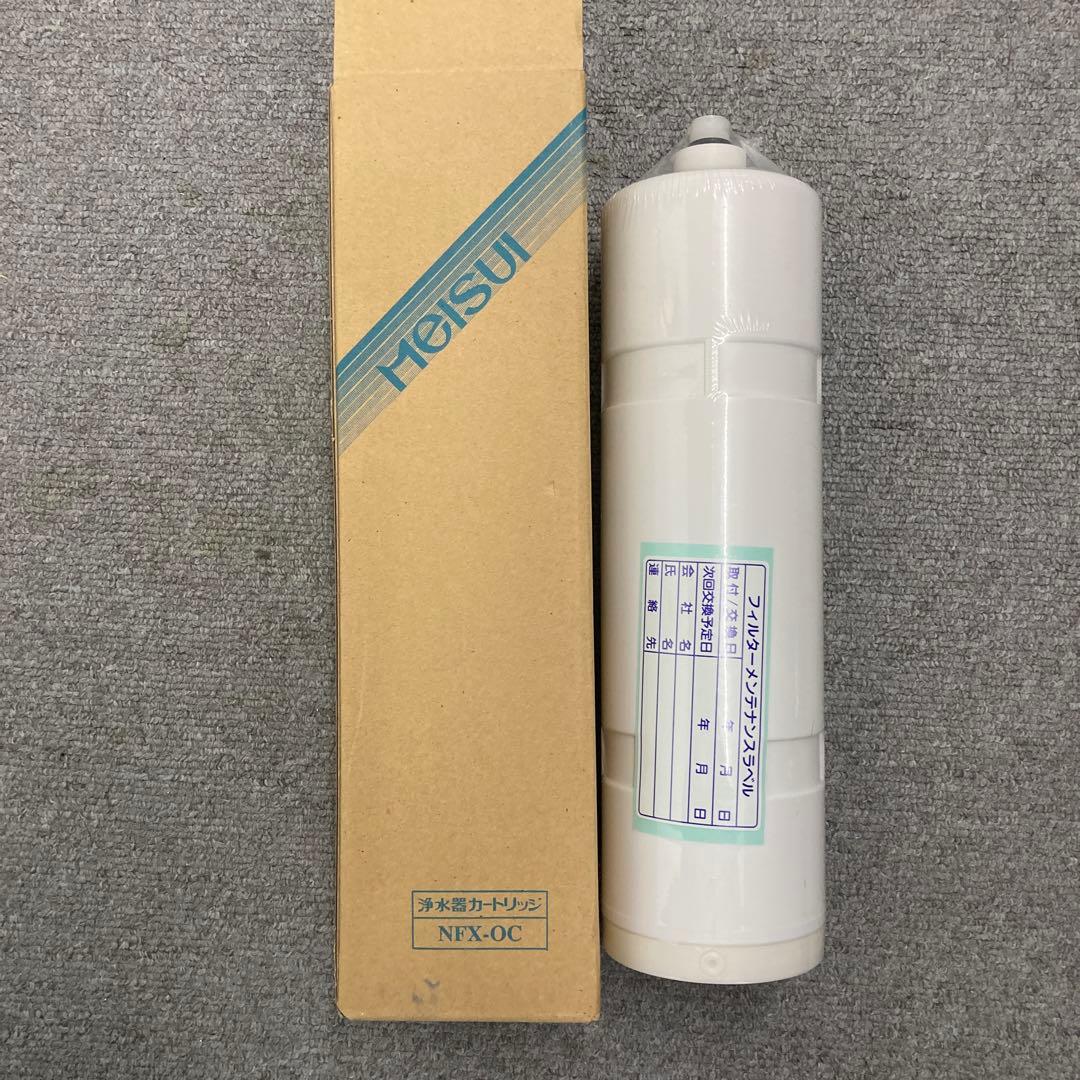 MEISUI
浄水器カートリッジ
NFX-OC
フィルターメンテナンスラベル
取付/交換日 年 月 日
次回交換予定日 年 月 日
会社名
氏名
連絡先